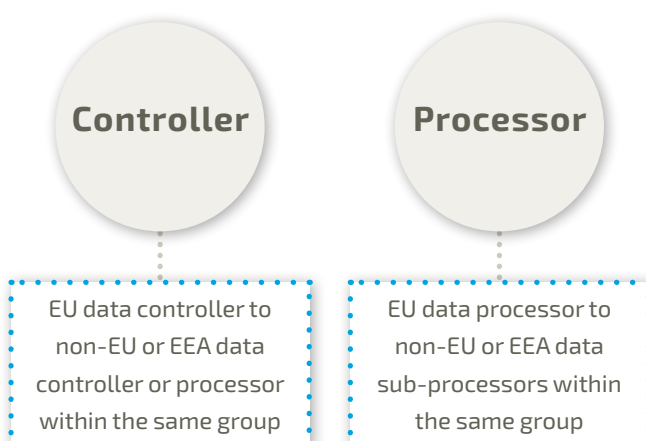 Controller
Processor
EU data controller to
non-EU or EEA data
controller or processor
within the same group
EU data processor to
non-EU or EEA data
sub-processors within
the same group